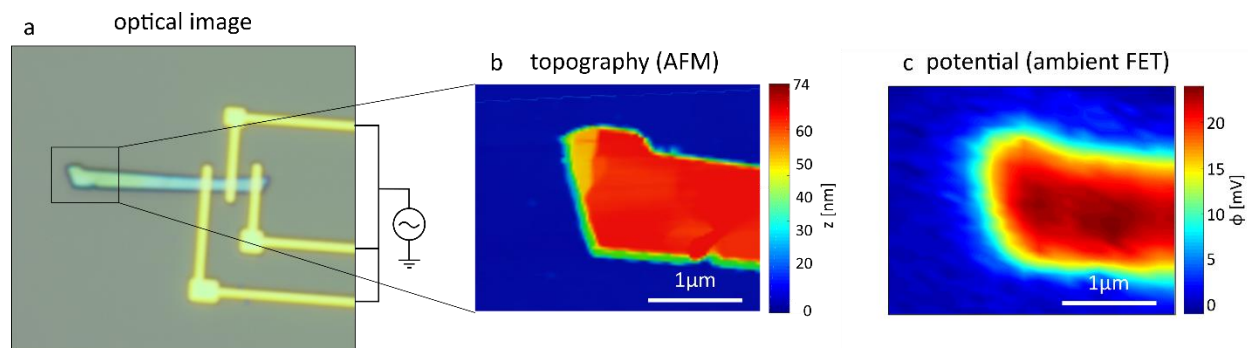 a
optical image
b topography (AFM)
74
60
50
40
30
20
0
z [nm]
1μm
c potential (ambient FET)
20
15
10
5
0
ϕ [mV]
1μm